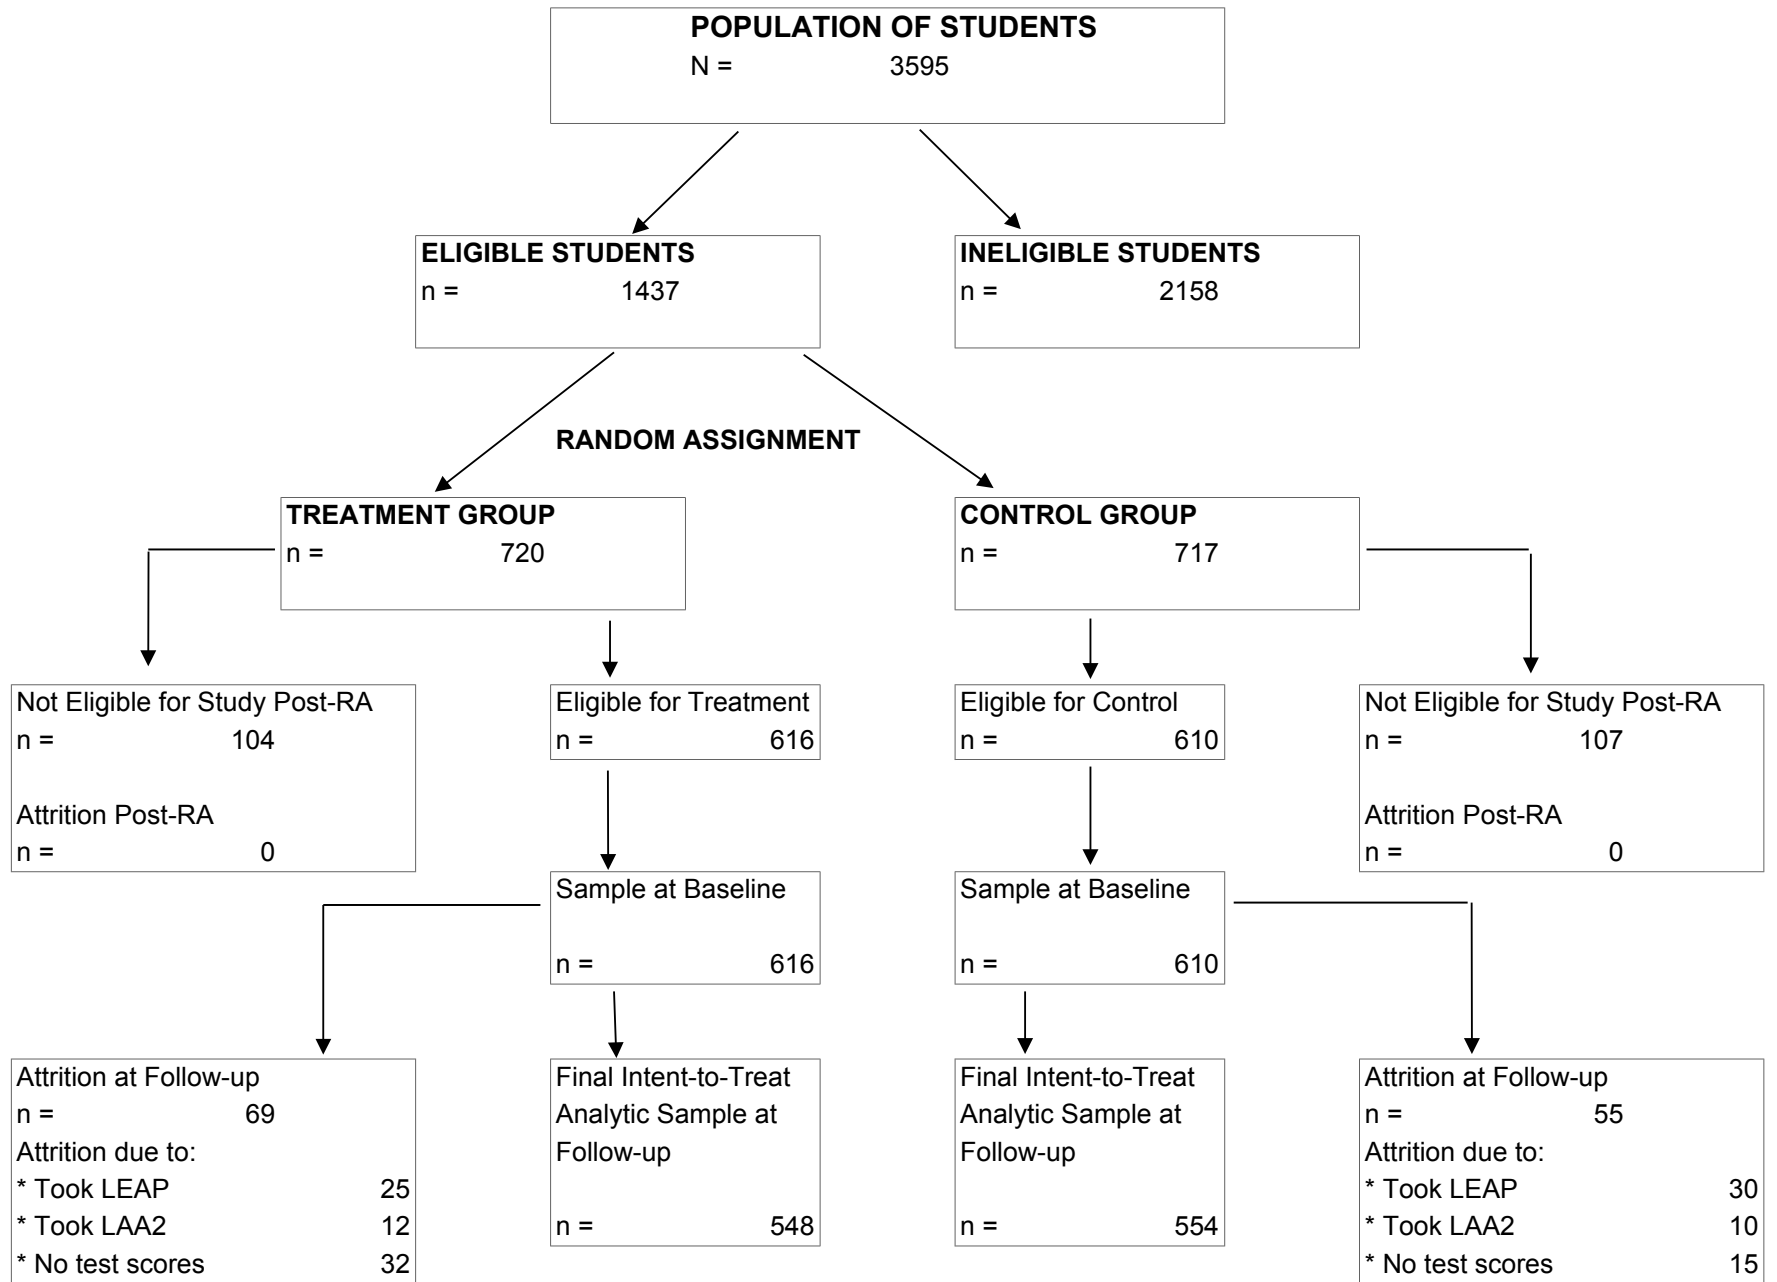 POPULATION OF STUDENTS
N = 3595
ELIGIBLE STUDENTS
n = 1437
INELIGIBLE STUDENTS
n = 2158
RANDOM ASSIGNMENT
TREATMENT GROUP
n = 720
CONTROL GROUP
n = 717
Not Eligible for Study Post-RA
n = 104
Attrition Post-RA
n = 0
Eligible for Treatment
n = 616
Eligible for Control
n = 610
Not Eligible for Study Post-RA
n = 107
Attrition Post-RA
n = 0
Sample at Baseline
n = 616
Sample at Baseline
n = 610
Attrition at Follow-up
n = 69
Attrition due to:
* Took LEAP 25
* Took LAA2 12
* No test scores 32
Final Intent-to-Treat
Analytic Sample at
Follow-up
n = 548
Final Intent-to-Treat
Analytic Sample at
Follow-up
n = 554
Attrition at Follow-up
n = 55
Attrition due to:
* Took LEAP 30
* Took LAA2 10
* No test scores 15